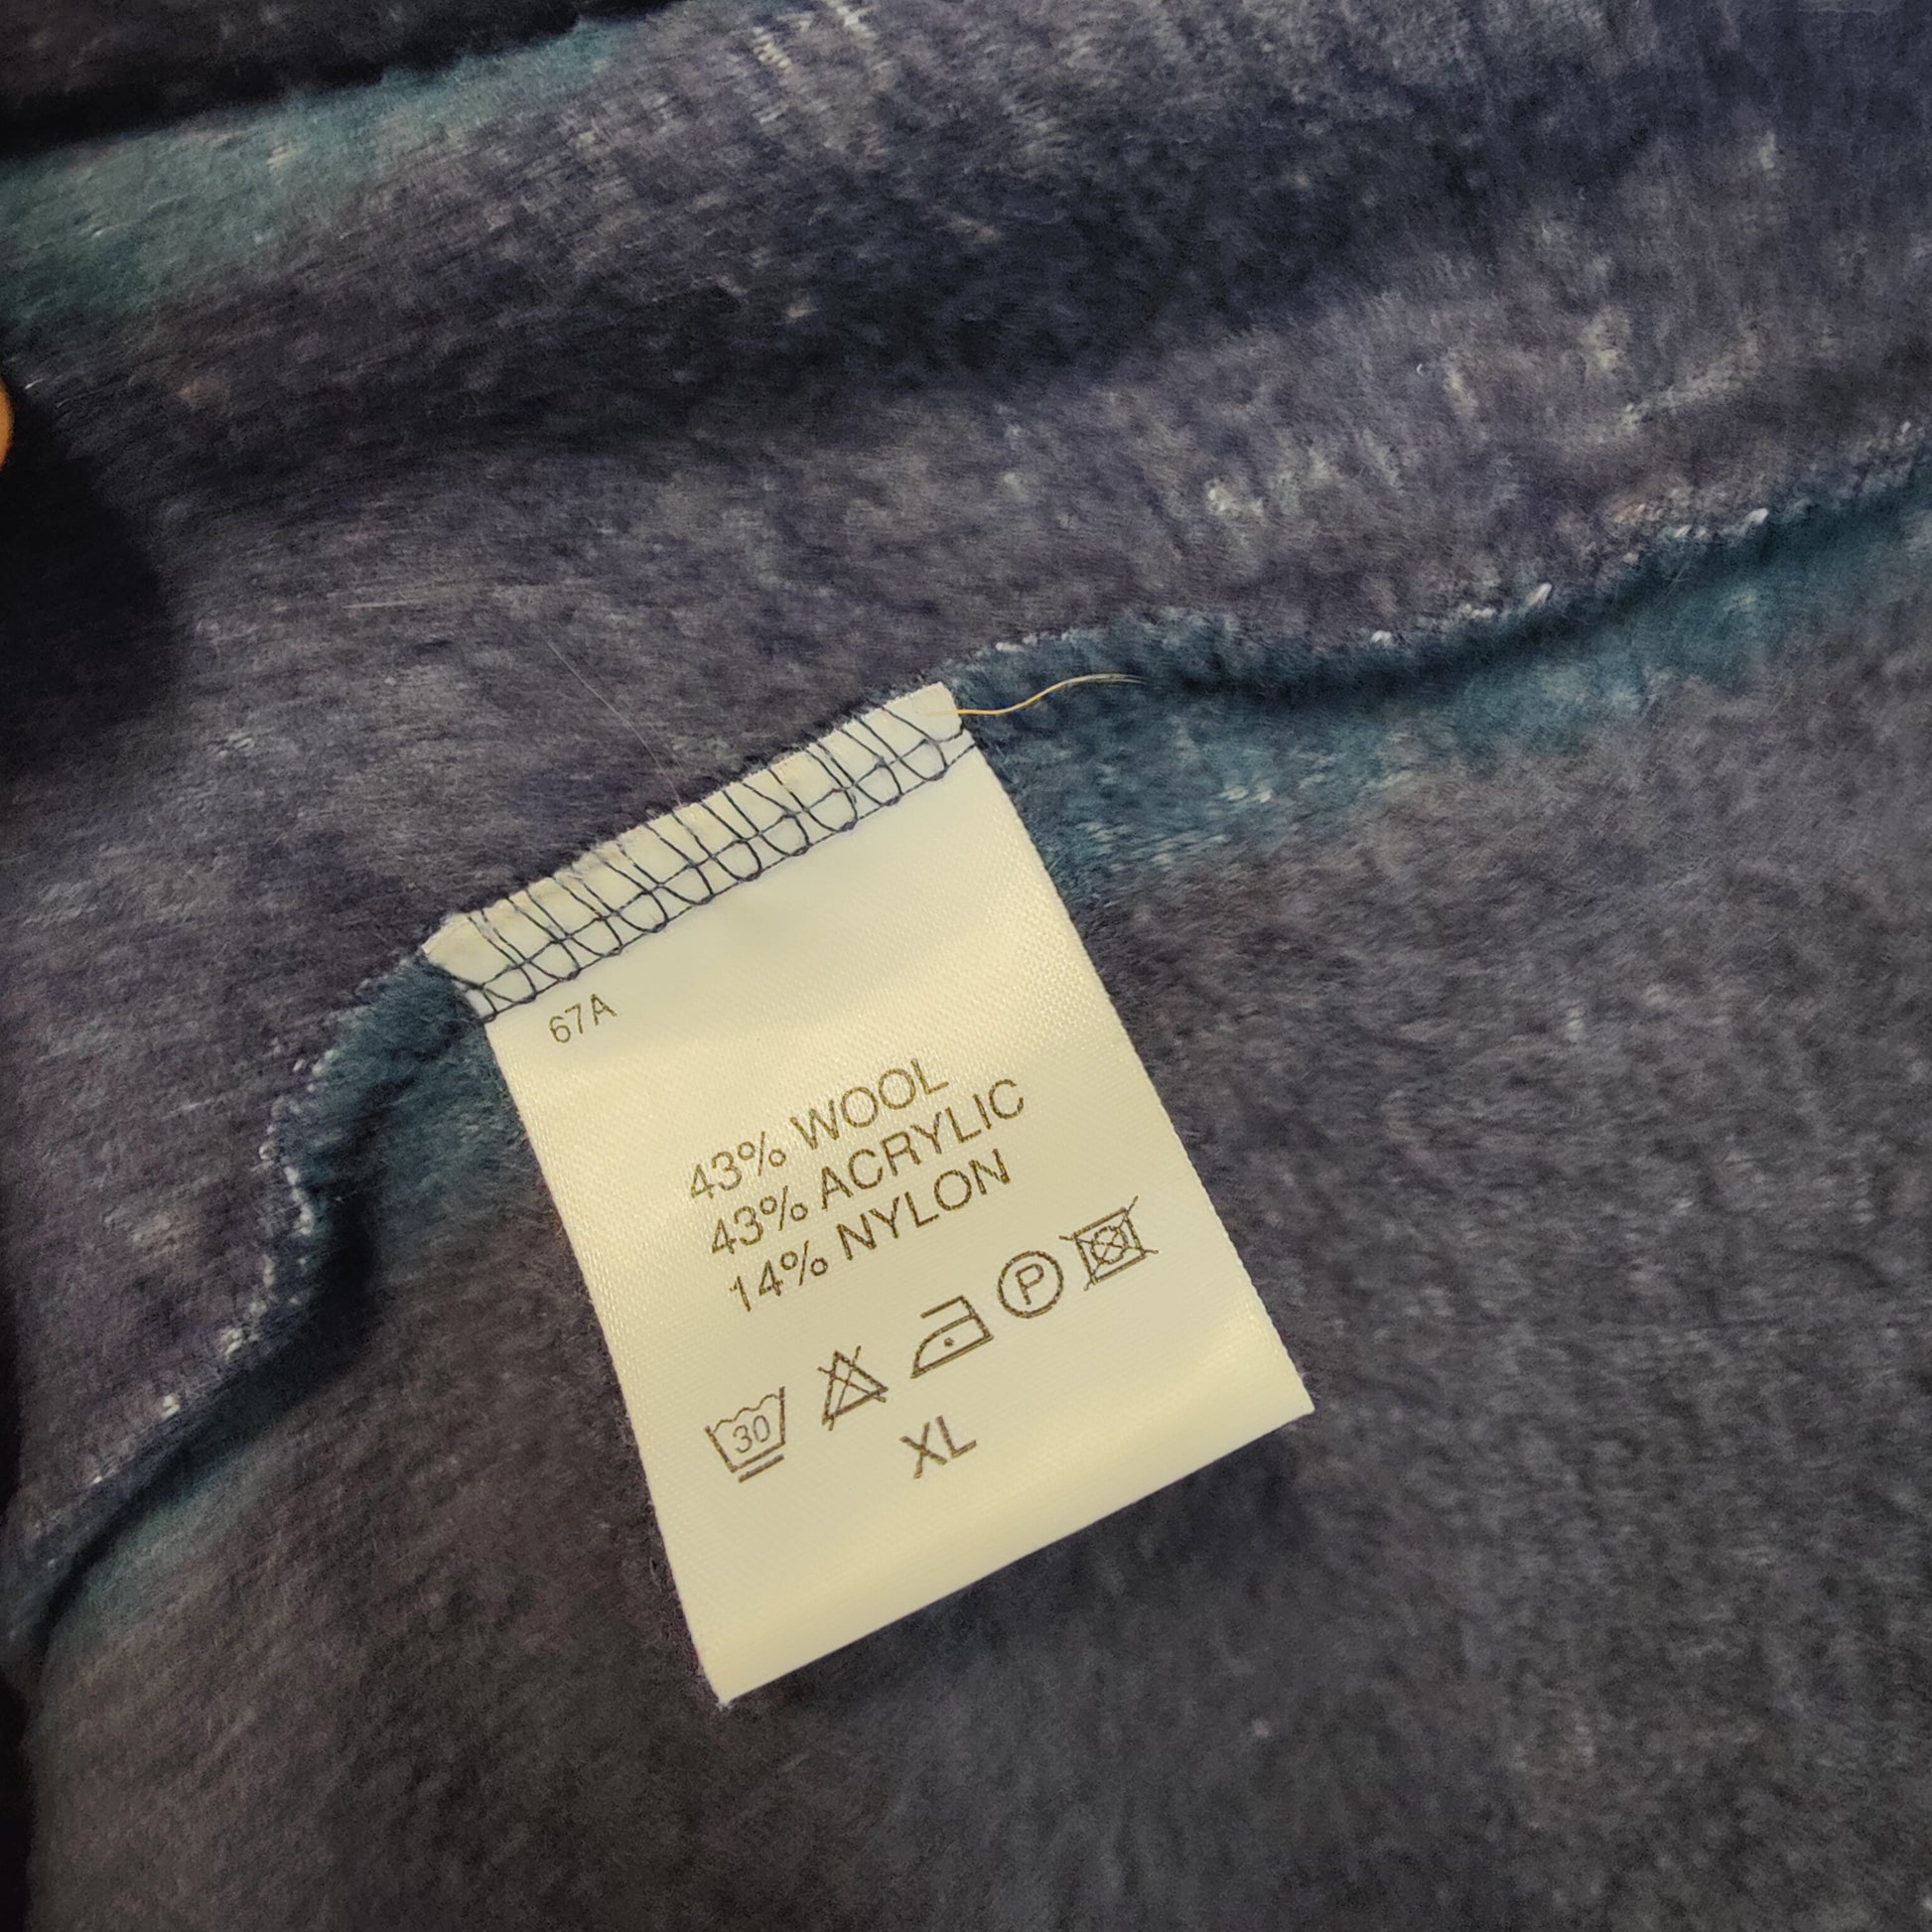 67A
43% WOOL
43% ACRYLIC
14% NYLON
30 P
XL